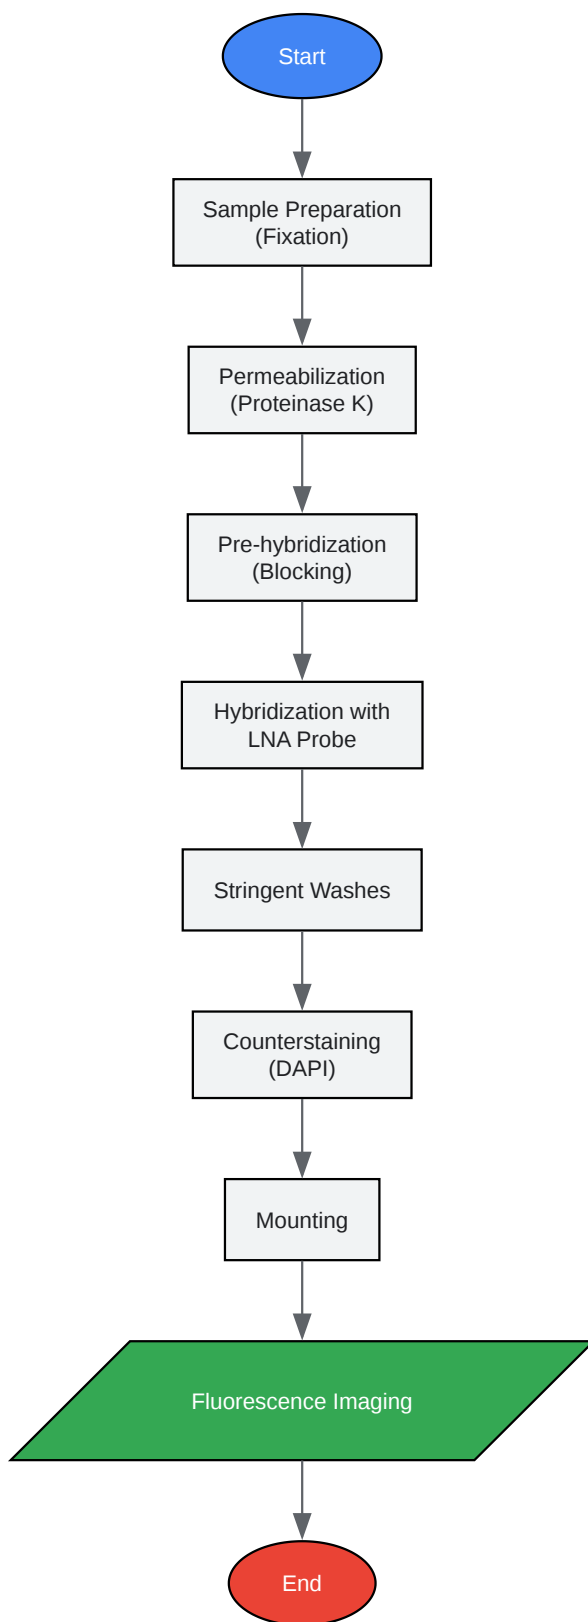 Start
Sample Preparation
(Fixation)
Permeabilization
(Proteinase K)
Pre-hybridization
(Blocking)
Hybridization with
LNA Probe
Stringent Washes
Counterstaining
(DAPI)
Mounting
Fluorescence Imaging
End